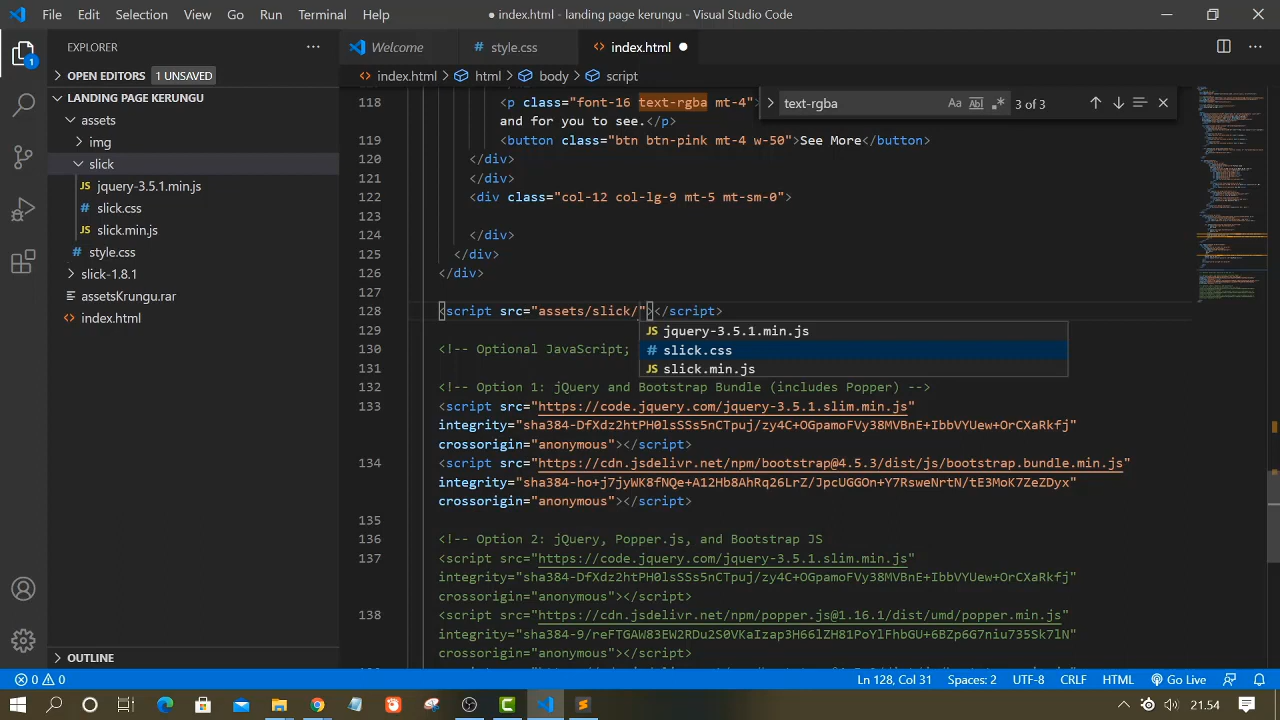 File Edit Selection View Go Run Terminal Help ● index.html - landing page kerungu - Visual Studio Code
EXPLORER ···
Welcome
# style.css
<> index.html ●
OPEN EDITORS 1 UNSAVED
LANDING PAGE KERUNGU
assets
img
slick
JS jquery-3.5.1.min.js
# slick.css
JS slick.min.js
# style.css
slick-1.8.1
assetsKrungu.rar
<> index.html
OUTLINE
<> index.html > html > body > script
text-rgba Abi 3 of 3
118 <p class="font-16 text-rgba mt-4">
and for you to see.</p>
119 <button class="btn btn-pink mt-4 w-50">See More</button>
120 </div>
121 </div>
122 <div class="col-12 col-lg-9 mt-5 mt-sm-0">
123
124 </div>
125 </div>
126 </div>
127
128 <script src="assets/slick/"></script>
JS jquery-3.5.1.min.js
# slick.css
JS slick.min.js
129
130 <!-- Optional JavaScript;
131
132 <!-- Option 1: jQuery and Bootstrap Bundle (includes Popper) -->
133 <script src="https://code.jquery.com/jquery-3.5.1.slim.min.js"
integrity="sha384-DfXdz2htPH0lsSSs5nCTpuj/zy4C+OGpamoFVy38MVBnE+IbbVYUew+OrCXaRkfj"
crossorigin="anonymous"></script>
134 <script src="https://cdn.jsdelivr.net/npm/bootstrap@4.5.3/dist/js/bootstrap.bundle.min.js"
integrity="sha384-ho+j7jyWK8fNQe+A12Hb8AhRq26LrZ/JpcUGGOn+Y7RsweNrtN/tE3MoK7ZeZDyx"
crossorigin="anonymous"></script>
135
136 <!-- Option 2: jQuery, Popper.js, and Bootstrap JS
137 <script src="https://code.jquery.com/jquery-3.5.1.slim.min.js"
integrity="sha384-DfXdz2htPH0lsSSs5nCTpuj/zy4C+OGpamoFVy38MVBnE+IbbVYUew+OrCXaRkfj"
crossorigin="anonymous"></script>
138 <script src="https://cdn.jsdelivr.net/npm/popper.js@1.16.1/dist/umd/popper.min.js"
integrity="sha384-9/reFTGAW83EW2RDu2S0VKaIzap3H66lZH81PoYlFhbGU+6BZp6G7niu735Sk7lN"
crossorigin="anonymous"></script>
0 0 Ln 128, Col 31 Spaces: 2 UTF-8 CRLF HTML Go Live
21.54